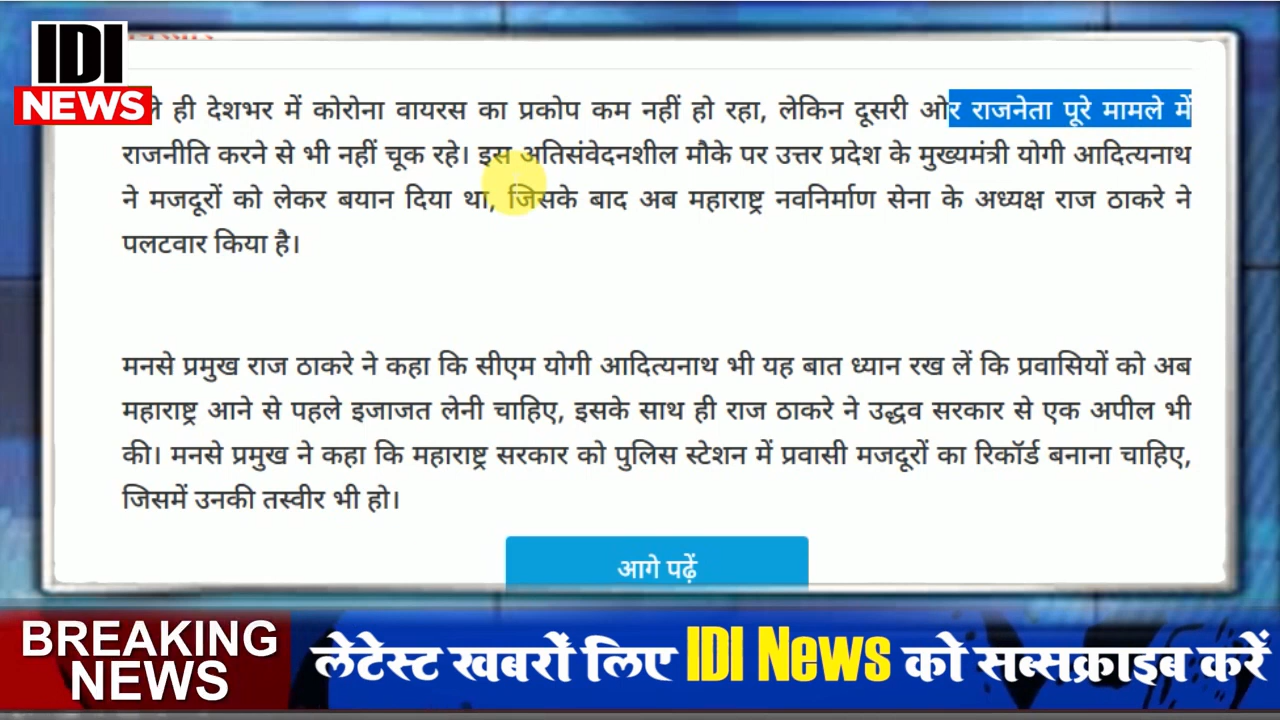 IDI
NEWS
ही देशभर में कोरोना वायरस का प्रकोप कम नहीं हो रहा, लेकिन दूसरी ओर राजनेता पूरे मामले में
राजनीति करने से भी नहीं चूक रहे। इस अतिसंवेदनशील मौके पर उत्तर प्रदेश के मुख्यमंत्री योगी आदित्यनाथ
ने मजदूरों को लेकर बयान दिया था, जिसके बाद अब महाराष्ट्र नवनिर्माण सेना के अध्यक्ष राज ठाकरे ने
पलटवार किया है।
मनसे प्रमुख राज ठाकरे ने कहा कि सीएम योगी आदित्यनाथ भी यह बात ध्यान रख लें कि प्रवासियों को अब
महाराष्ट्र आने से पहले इजाजत लेनी चाहिए, इसके साथ ही राज ठाकरे ने उद्धव सरकार से एक अपील भी
की। मनसे प्रमुख ने कहा कि महाराष्ट्र सरकार को पुलिस स्टेशन में प्रवासी मजदूरों का रिकॉर्ड बनाना चाहिए,
जिसमें उनकी तस्वीर भी हो।
आगे पढ़ें
BREAKING
NEWS
लेटेस्ट खबरों लिए IDI News को सब्सक्राइब करें